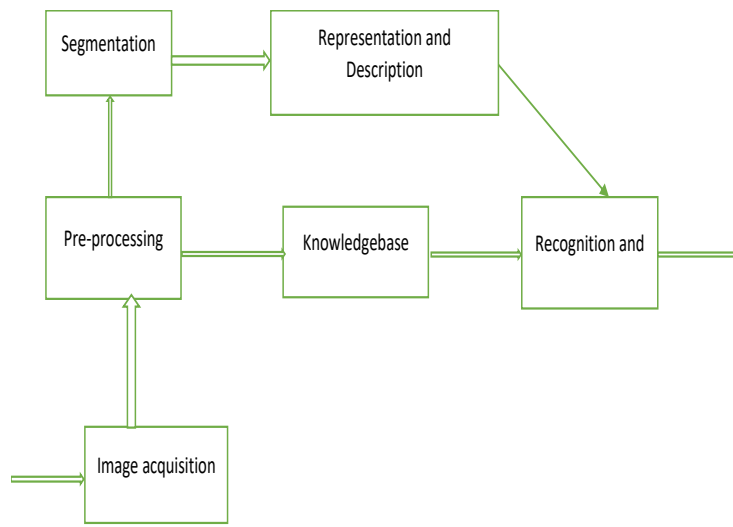 Segmentation
Representation and
Description
Pre-processing
Knowledgebase
Recognition and
Image acquisition